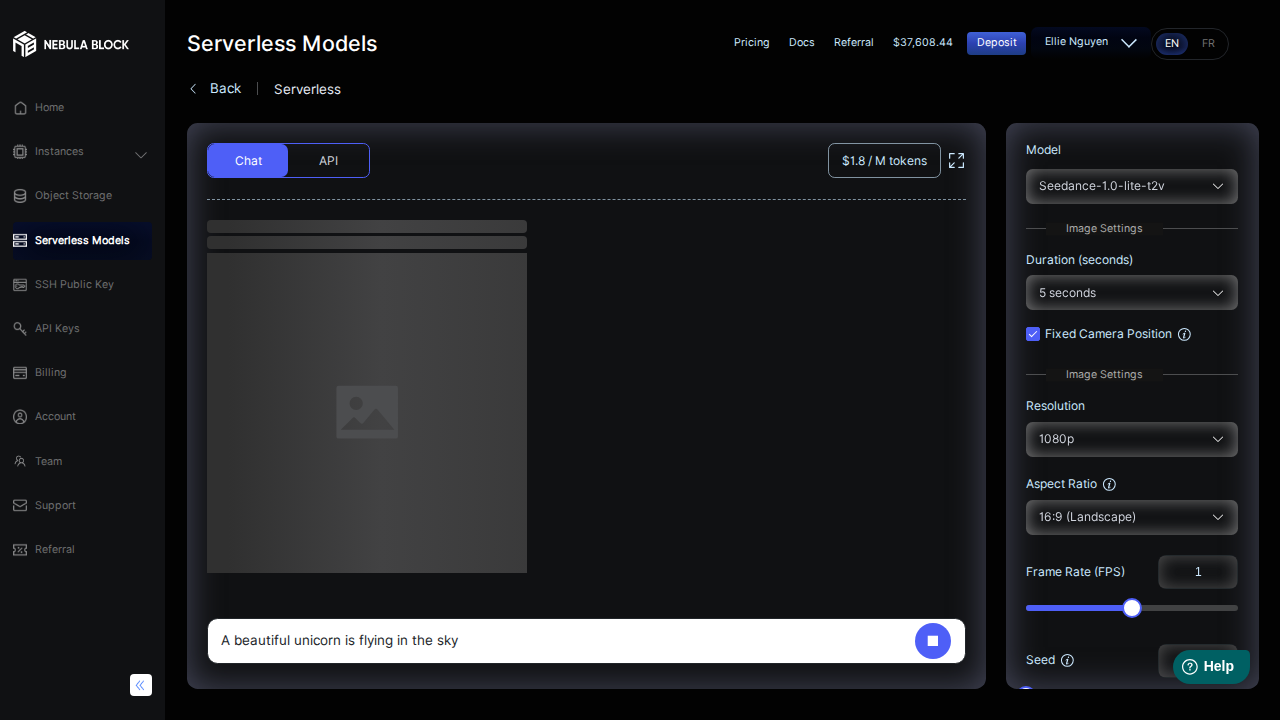 NEBULA BLOCK
Home
Instances
Object Storage
Serverless Models
SSH Public Key
API Keys
Billing
Account
Team
Support
Referral
Serverless Models
Pricing
Docs
Referral
$37,608.44
Deposit
Ellie Nguyen
EN
FR
Back
Serverless
Chat
API
$1.8 / M tokens
A beautiful unicorn is flying in the sky
Model
Seedance-1.0-lite-t2v
Image Settings
Duration (seconds)
5 seconds
Fixed Camera Position
Image Settings
Resolution
1080p
Aspect Ratio
16:9 (Landscape)
Frame Rate (FPS)
1
Seed
Help